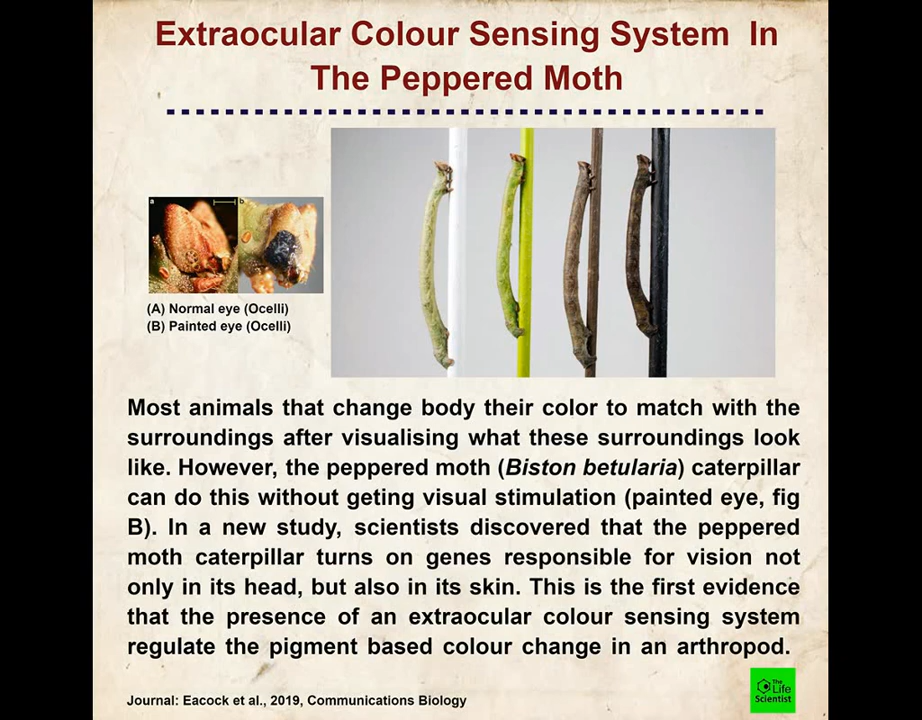 Extraocular Colour Sensing System In
The Peppered Moth
a
b
(A) Normal eye (Ocelli)
(B) Painted eye (Ocelli)
Most animals that change body their color to match with the
surroundings after visualising what these surroundings look
like. However, the peppered moth (Biston betularia) caterpillar
can do this without geting visual stimulation (painted eye, fig
B). In a new study, scientists discovered that the peppered
moth caterpillar turns on genes responsible for vision not
only in its head, but also in its skin. This is the first evidence
that the presence of an extraocular colour sensing system
regulate the pigment based colour change in an arthropod.
Journal: Eacock et al., 2019, Communications Biology
The
Life
Scientist